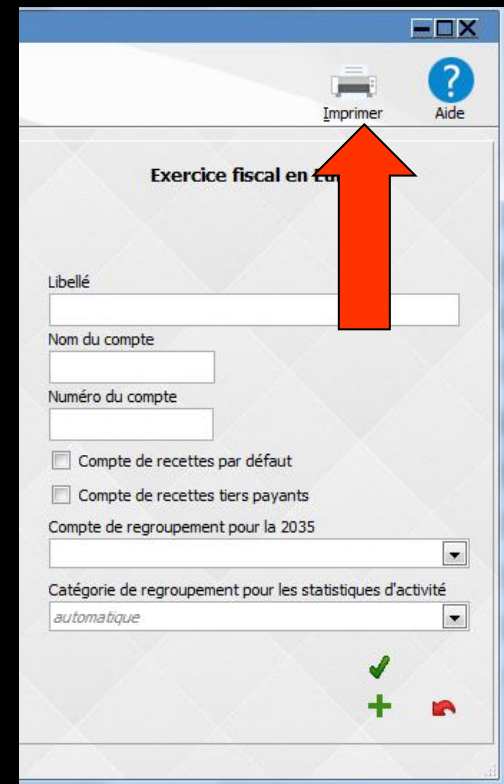 Imprimer
Aide
Exercice fiscal en
Libellé
Nom du compte
Numéro du compte
Compte de recettes par défaut
Compte de recettes tiers payants
Compte de regroupement pour la 2035
Catégorie de regroupement pour les statistiques d'activité
automatique